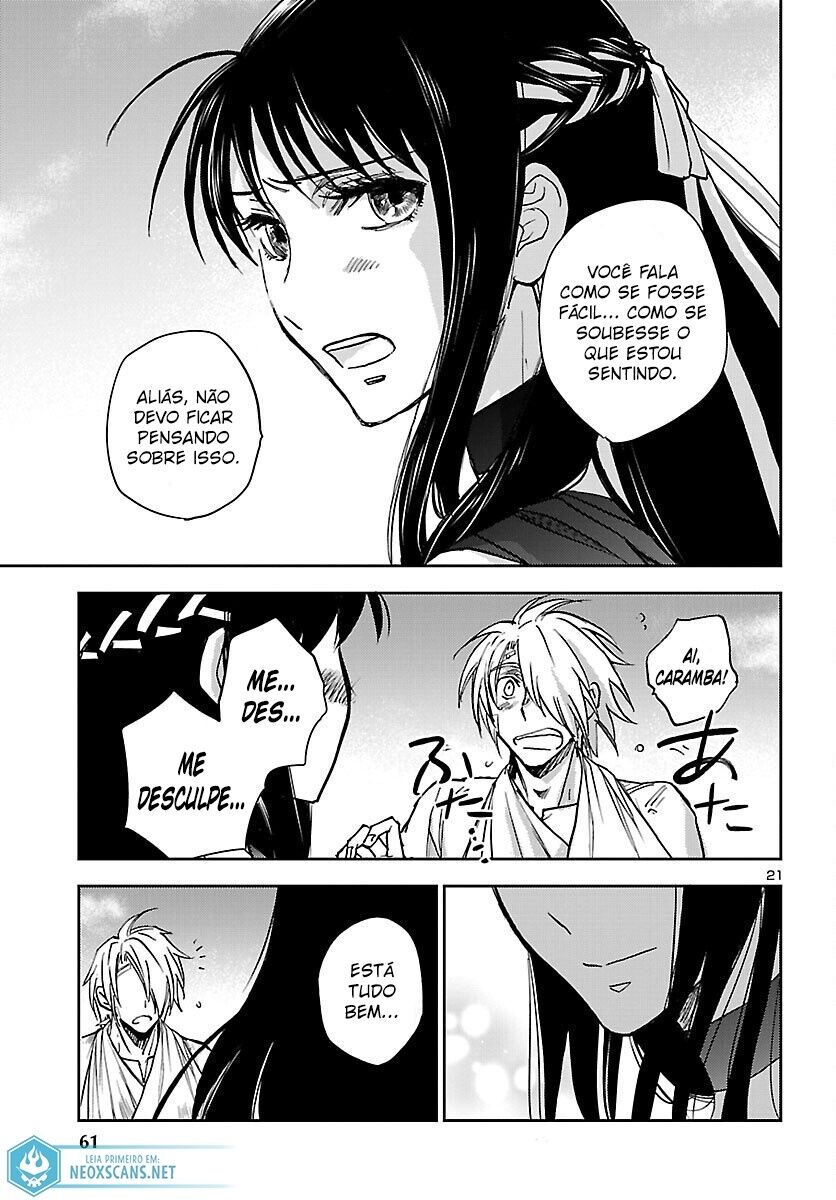 VOCÊ FALA
COMO SE FOSSE
FÁCIL... COMO SE
SOUBESSE O
QUE ESTOU
SENTINDO.
ALIÁS, NÃO
DEVO FICAR
PENSANDO
SOBRE ISSO.
AI,
CARAMBA!
あたふた
ME...
DES...
ME
DESCULPE...
21
ESTÁ
TUDO
BEM...
61
LEIA PRIMEIRO EM:
NEOXSCANS.NET